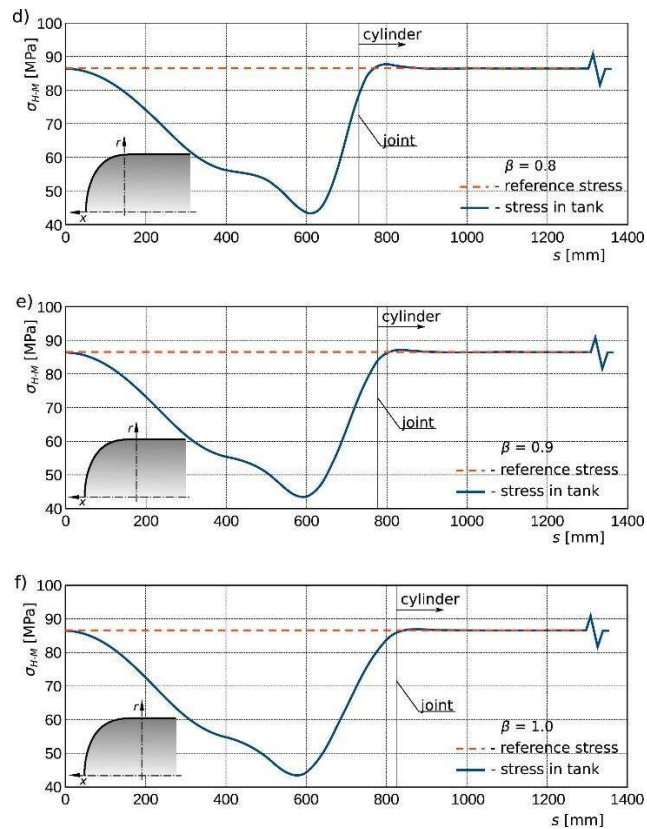 d)
σH-M [MPa]
100
90
80
70
60
50
40
cylinder
joint
r
x
β = 0.8
- reference stress
- stress in tank
0 200 400 600 800 1000 1200 1400
s [mm]
e)
σH-M [MPa]
100
90
80
70
60
50
40
cylinder
joint
r
x
β = 0.9
- reference stress
- stress in tank
0 200 400 600 800 1000 1200 1400
s [mm]
f)
σH-M [MPa]
100
90
80
70
60
50
40
cylinder
joint
r
x
β = 1.0
- reference stress
- stress in tank
0 200 400 600 800 1000 1200 1400
s [mm]